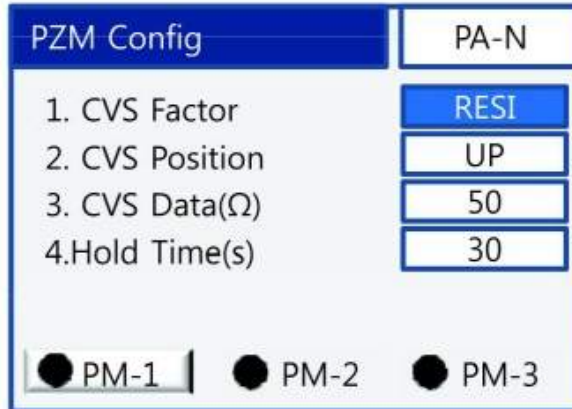 PZM Config PA-N
1. CVS Factor RESI
2. CVS Position UP
3. CVS Data(Ω) 50
4.Hold Time(s) 30
PM-1 PM-2 PM-3